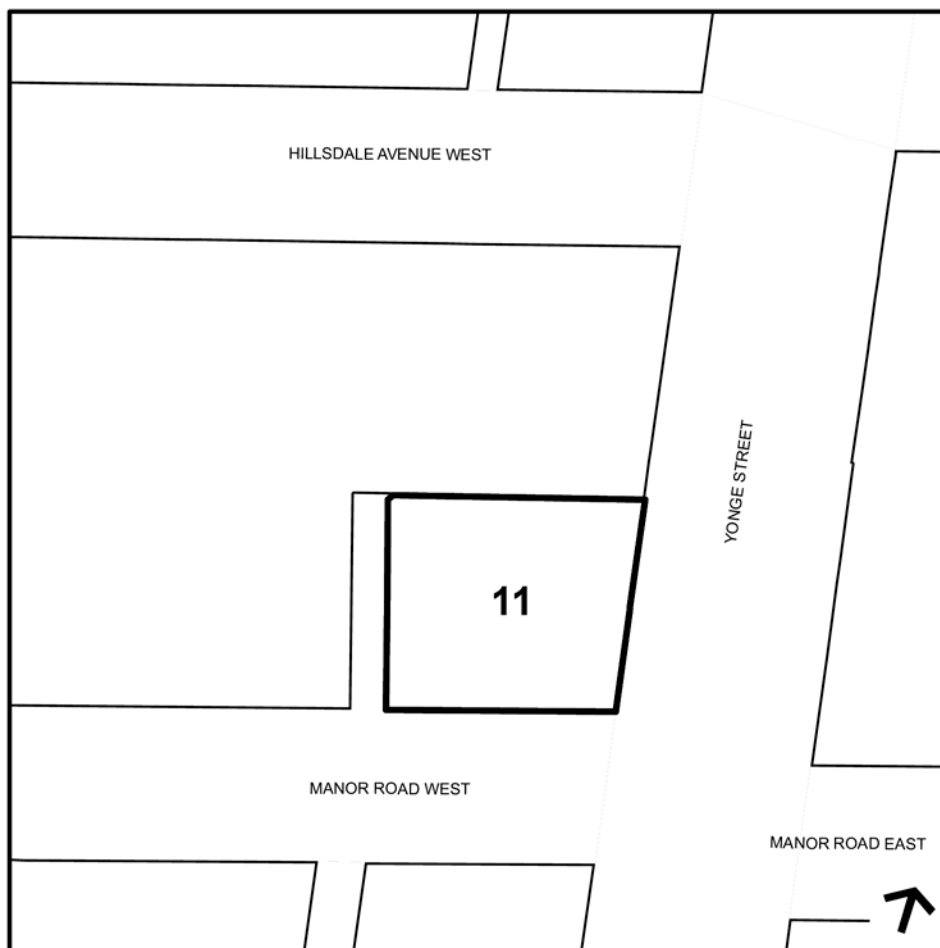 HILLSDALE AVENUE WEST
YONGE STREET
11
MANOR ROAD WEST
MANOR ROAD EAST